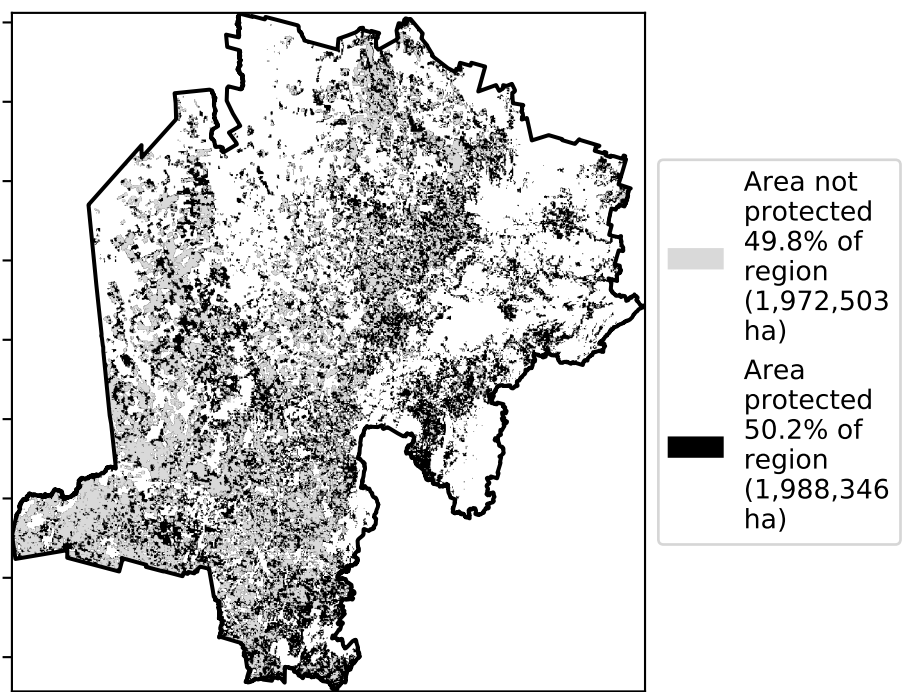 Area not
protected
49.8% of
region
(1,972,503
ha)
Area
protected
50.2% of
region
(1,988,346
ha)